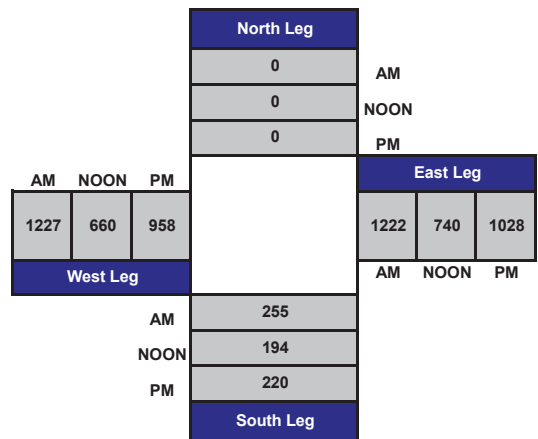 North Leg
0
AM
0
NOON
0
PM
AM NOON PM
East Leg
1227 660 958
1222 740 1028
West Leg
AM NOON PM
AM
255
NOON
194
PM
220
South Leg